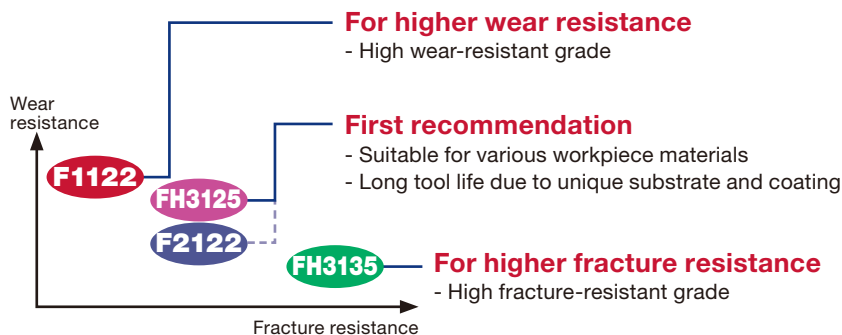 For higher wear resistance
- High wear-resistant grade
Wear
resistance
First recommendation
- Suitable for various workpiece materials
- Long tool life due to unique substrate and coating
F1122
FH3125
F2122
FH3135
For higher fracture resistance
- High fracture-resistant grade
Fracture resistance